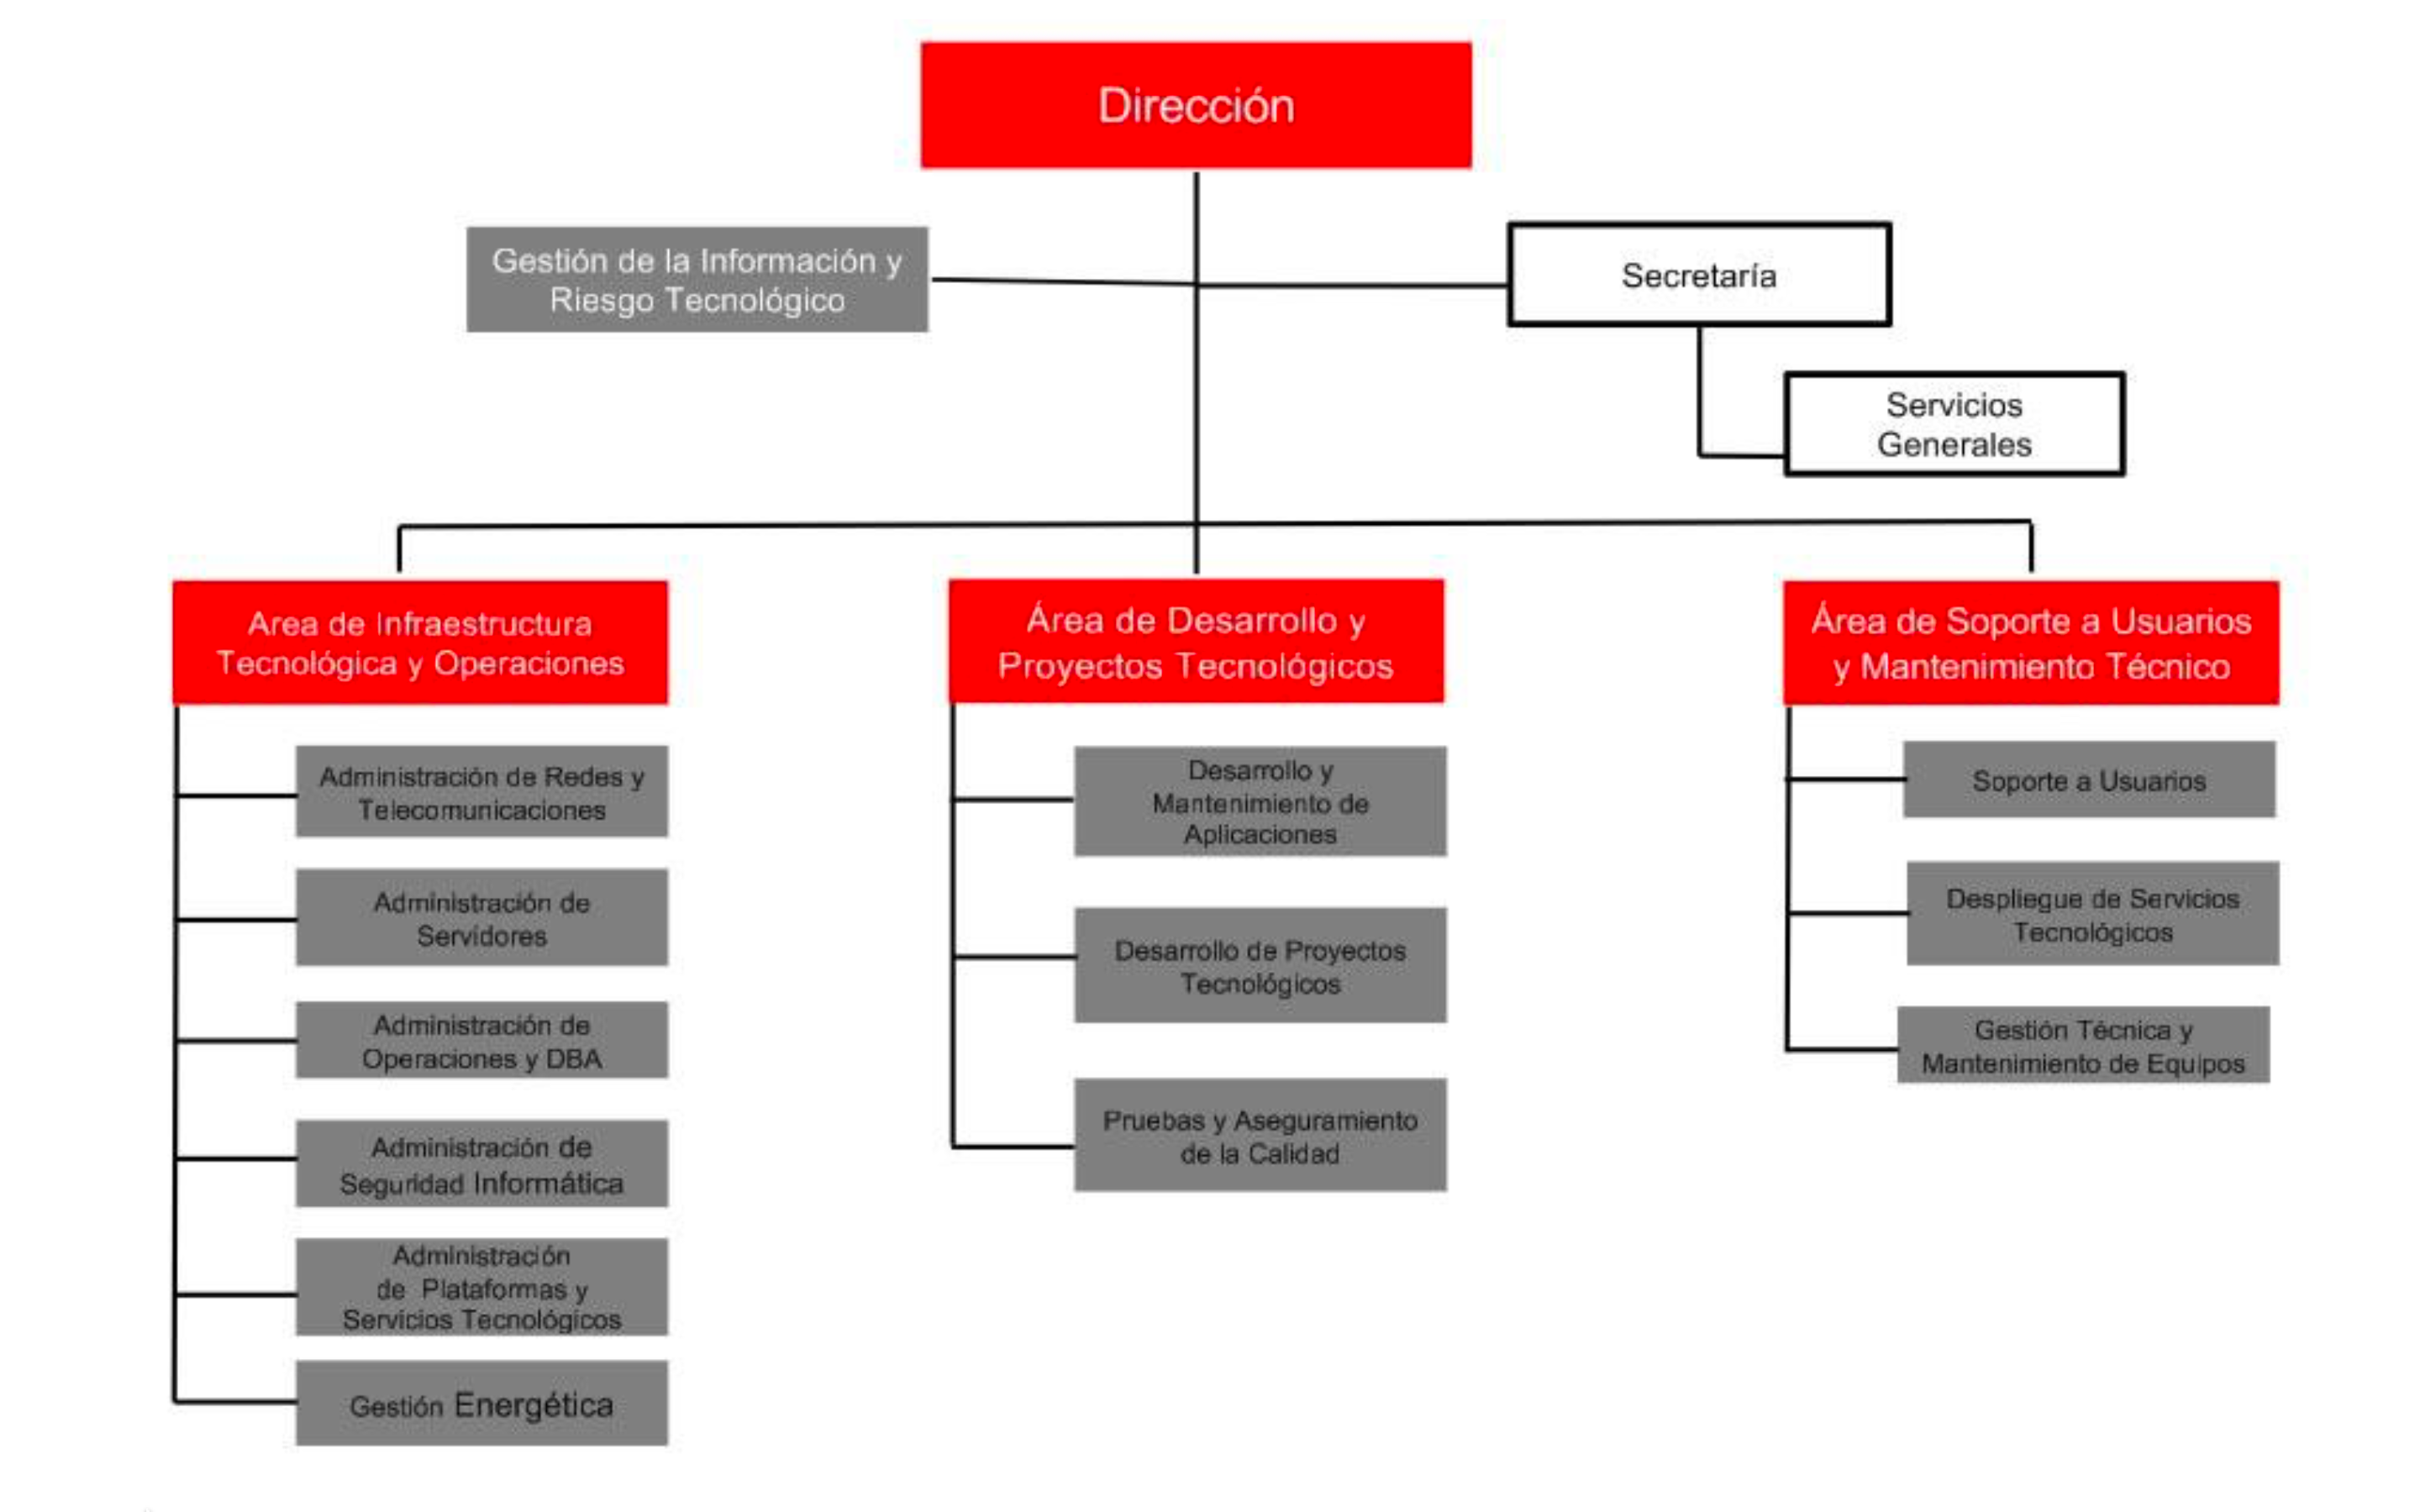 Dirección
Gestión de la Información y
Riesgo Tecnológico
Secretaría
Servicios
Generales
Area de Infraestructura
Tecnológica y Operaciones
Administración de Redes y
Telecomunicaciones
Administración de
Servidores
Administración de
Operaciones y DBA
Administración de
Seguridad Informática
Administración
de Plataformas y
Servicios Tecnológicos
Gestión Energética
Área de Desarrollo y
Proyectos Tecnológicos
Desarrollo y
Mantenimiento de
Aplicaciones
Desarrollo de Proyectos
Tecnológicos
Pruebas y Aseguramiento
de la Calidad
Área de Soporte a Usuarios
y Mantenimiento Técnico
Soporte a Usuarios
Despliegue de Servicios
Tecnológicos
Gestión Técnica y
Mantenimiento de Equipos